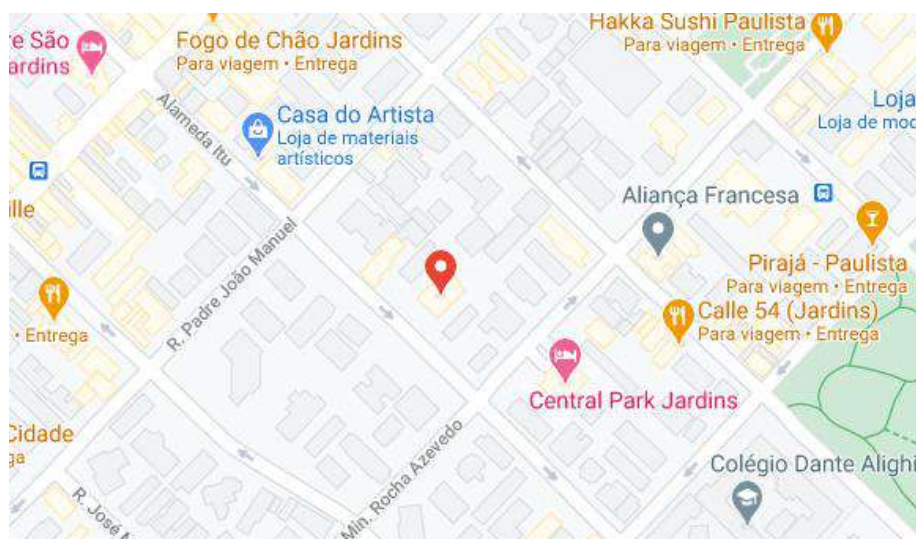 Hakka Sushi Paulista
Para viagem • Entrega
re São
ardins
Fogo de Chão Jardins
Para viagem • Entrega
Alameda Itu
Casa do Artista
Loja de materiais
artísticos
Loja
Loja de mod
Aliança Francesa
ille
R. Padre João Manuel
Pirajá - Paulista
Para viagem • Entrega
Calle 54 (Jardins)
Para viagem • Entrega
• Entrega
Central Park Jardins
Cidade
ga
Min. Rocha Azevedo
Colégio Dante Alighi
R. José M